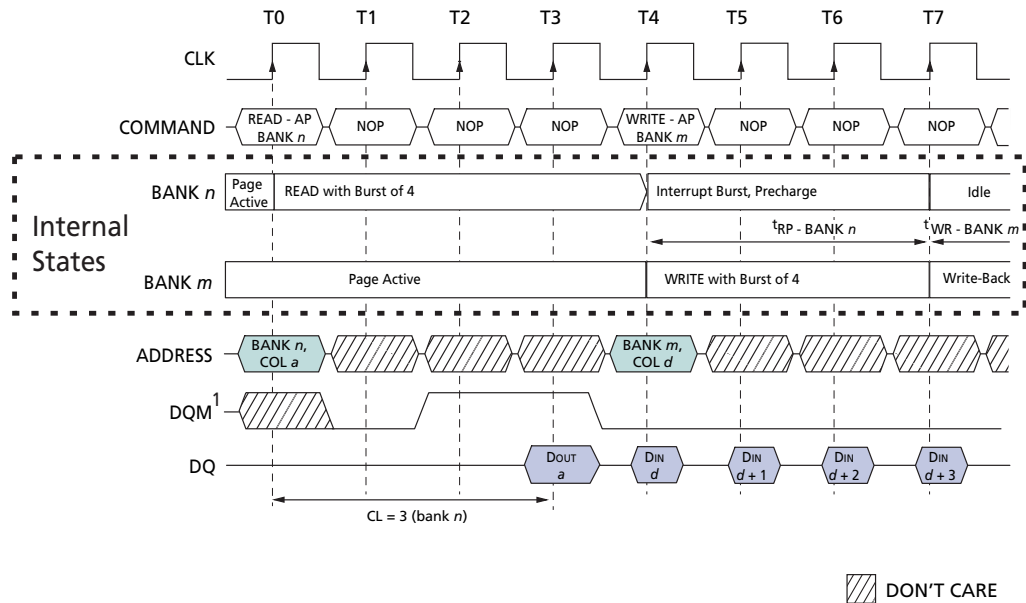 T0 T1 T2 T3 T4 T5 T6 T7
CLK
COMMAND
READ - AP
BANK n
NOP
NOP
NOP
WRITE - AP
BANK m
NOP
NOP
NOP
Internal
States
BANK n
Page
Active
READ with Burst of 4
Interrupt Burst, Precharge
Idle
tRP - BANK n
tWR - BANK m
BANK m
Page Active
WRITE with Burst of 4
Write-Back
ADDRESS
BANK n,
COL a
BANK m,
COL d
DQM1
DQ
DOUT
a
DIN
d
DIN
d + 1
DIN
d + 2
DIN
d + 3
CL = 3 (bank n)
DON'T CARE